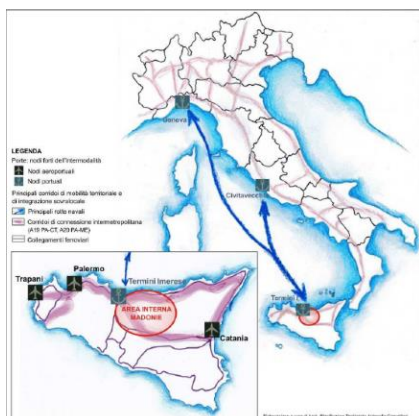 Genova
Civitavecchia
LEGENDA
Porte: nodi forti dell'intermodalità
Nodi aeroportuali
Nodi portuali
Principali corridoi di mobilità territoriale e
di integrazione sovralocale
Principali rotte navali
Corridoi di connessione intermetropolitana
(A19 PA-CT, A20 PA-ME)
Collegamenti ferroviari
Termini
Palermo
Trapani
Termini Imerese
AREA INTERNA
MADONIE
Catania